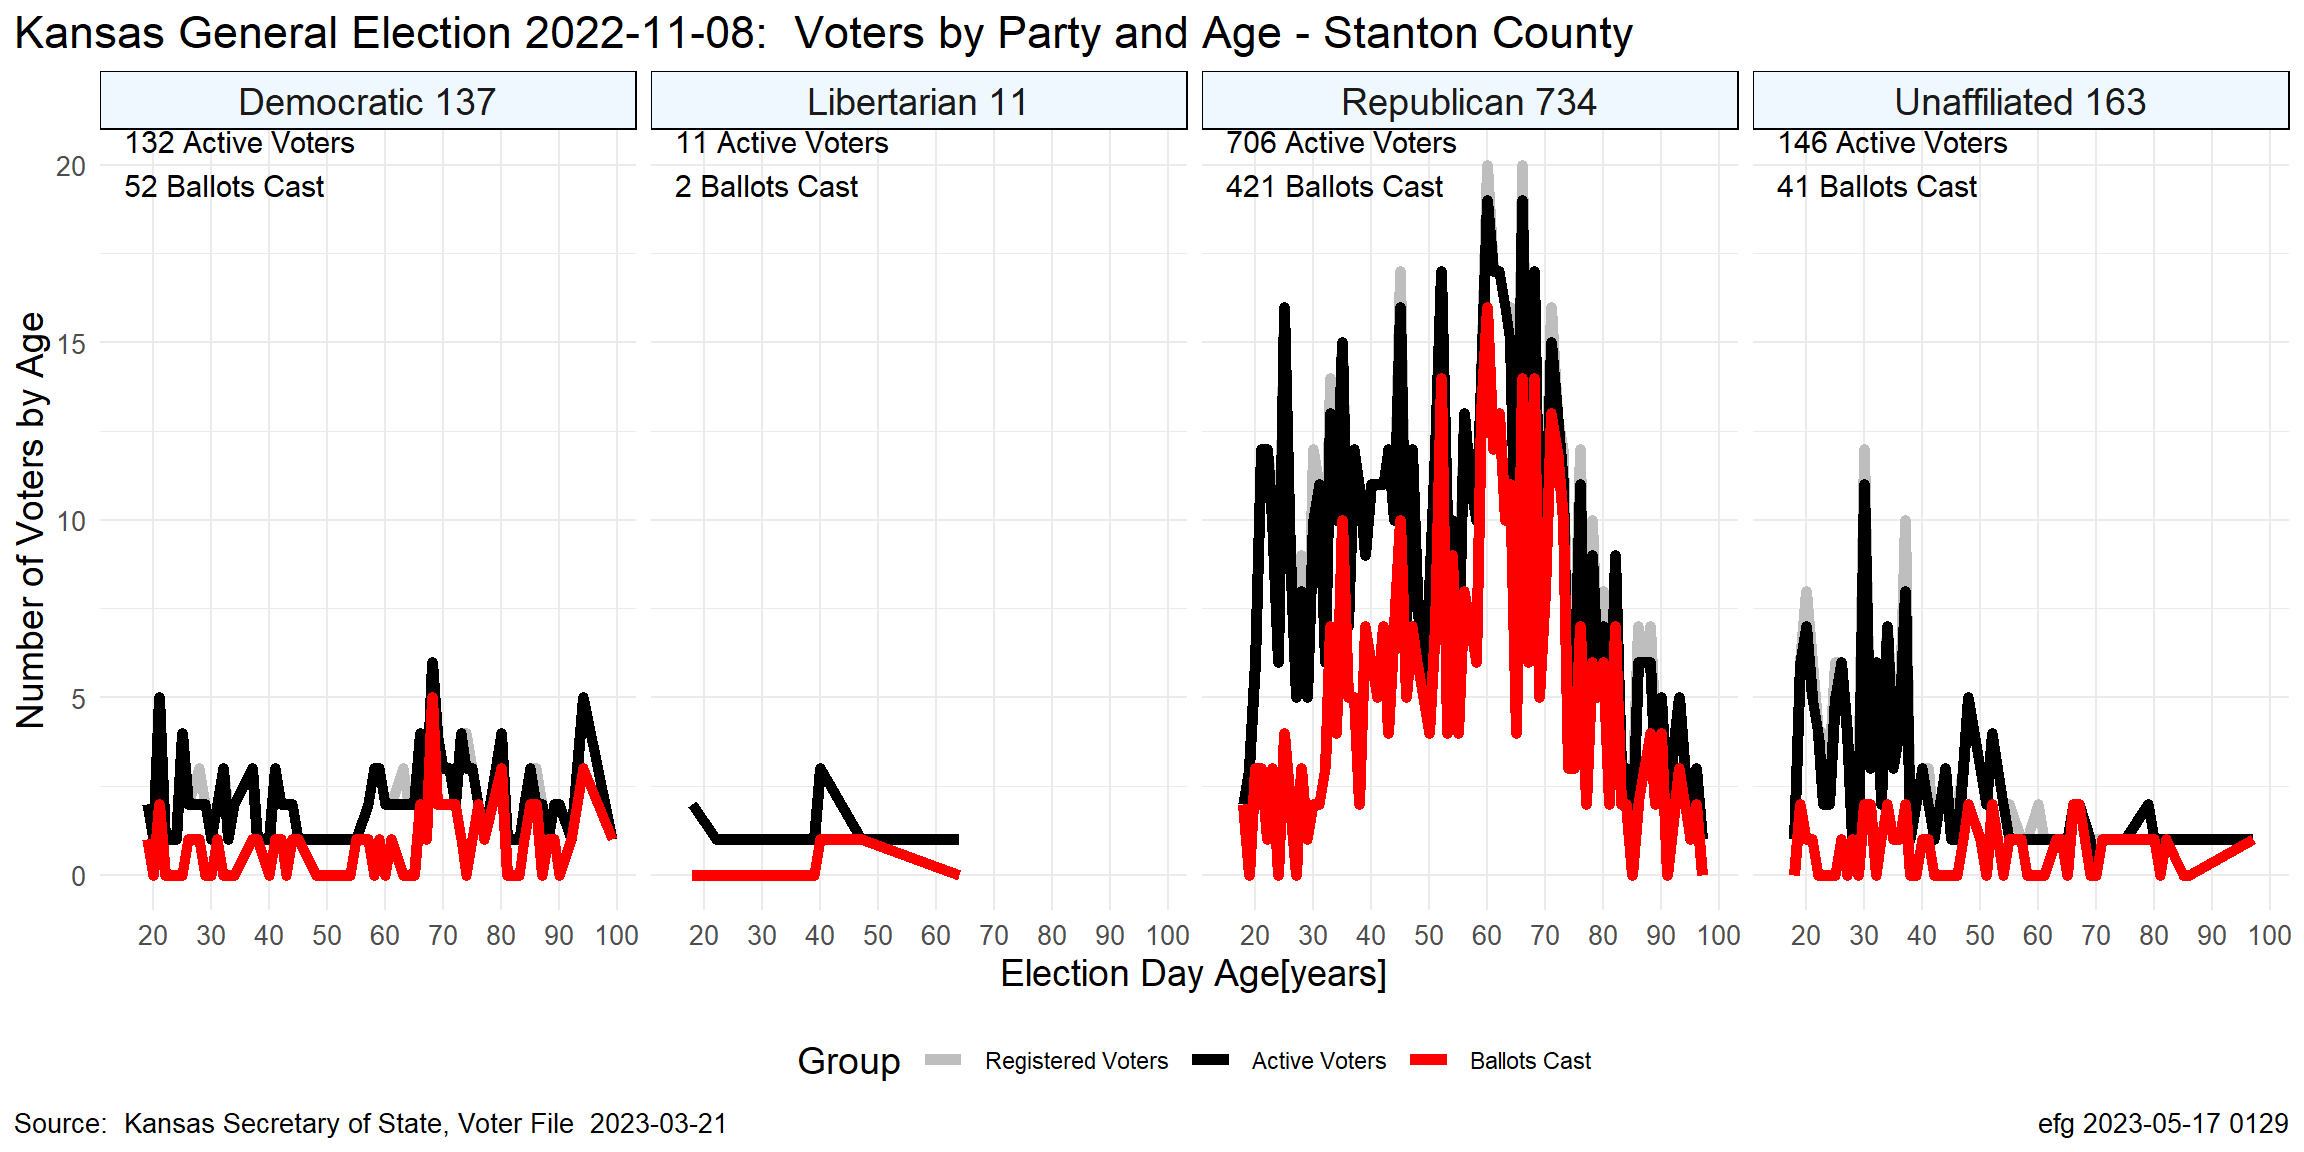 Kansas General Election 2022-11-08:  Voters by Party and Age - Stanton County
Democratic 137
Libertarian 11
Republican 734
Unaffiliated 163
132 Active Voters
52 Ballots Cast
11 Active Voters
2 Ballots Cast
706 Active Voters
421 Ballots Cast
146 Active Voters
41 Ballots Cast
Number of Voters by Age
20
15
10
5
0
20 30 40 50 60 70 80 90 100
20 30 40 50 60 70 80 90 100
20 30 40 50 60 70 80 90 100
20 30 40 50 60 70 80 90 100
Election Day Age[years]
Group Registered Voters Active Voters Ballots Cast
Source:  Kansas Secretary of State, Voter File  2023-03-21
efg 2023-05-17 0129